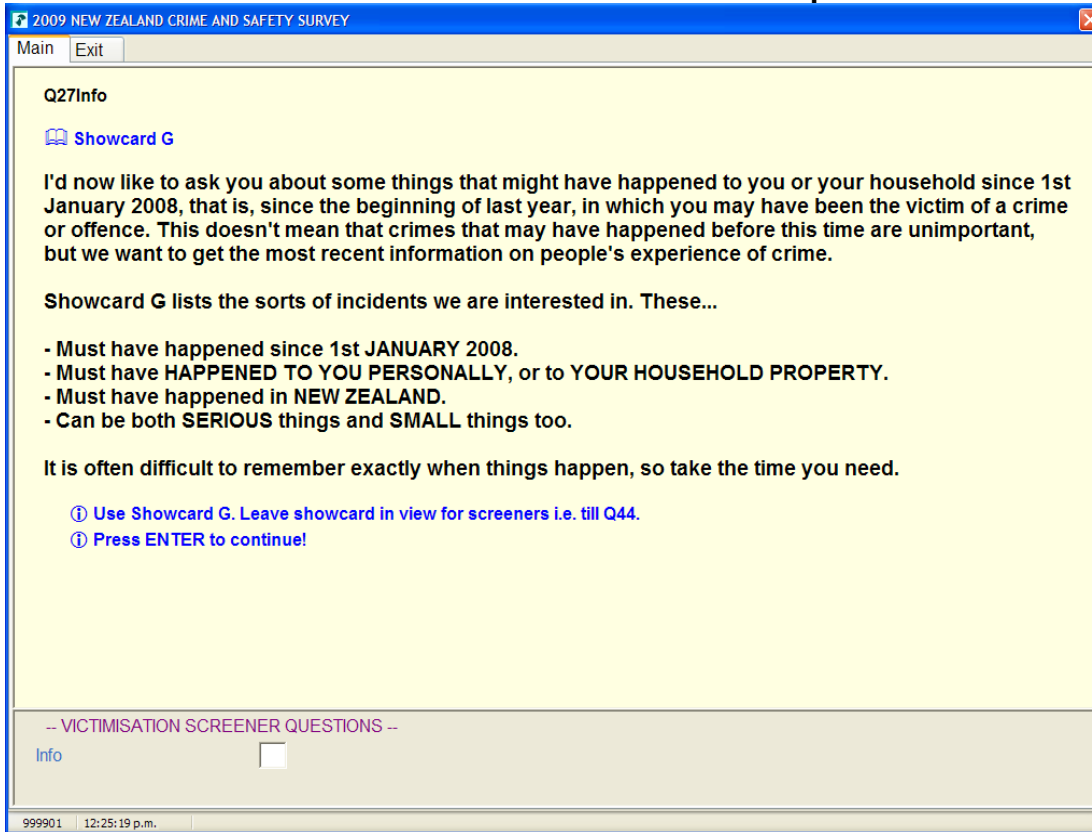 2009 NEW ZEALAND CRIME AND SAFETY SURVEY
Main Exit
Q27Info
Showcard G
I'd now like to ask you about some things that might have happened to you or your household since 1st
January 2008, that is, since the beginning of last year, in which you may have been the victim of a crime
or offence. This doesn't mean that crimes that may have happened before this time are unimportant,
but we want to get the most recent information on people's experience of crime.
Showcard G lists the sorts of incidents we are interested in. These...
- Must have happened since 1st JANUARY 2008.
- Must have HAPPENED TO YOU PERSONALLY, or to YOUR HOUSEHOLD PROPERTY.
- Must have happened in NEW ZEALAND.
- Can be both SERIOUS things and SMALL things too.
It is often difficult to remember exactly when things happen, so take the time you need.
Use Showcard G. Leave showcard in view for screeners i.e. till Q44.
Press ENTER to continue!
-- VICTIMISATION SCREENER QUESTIONS --
Info
999901 12:25:19 p.m.